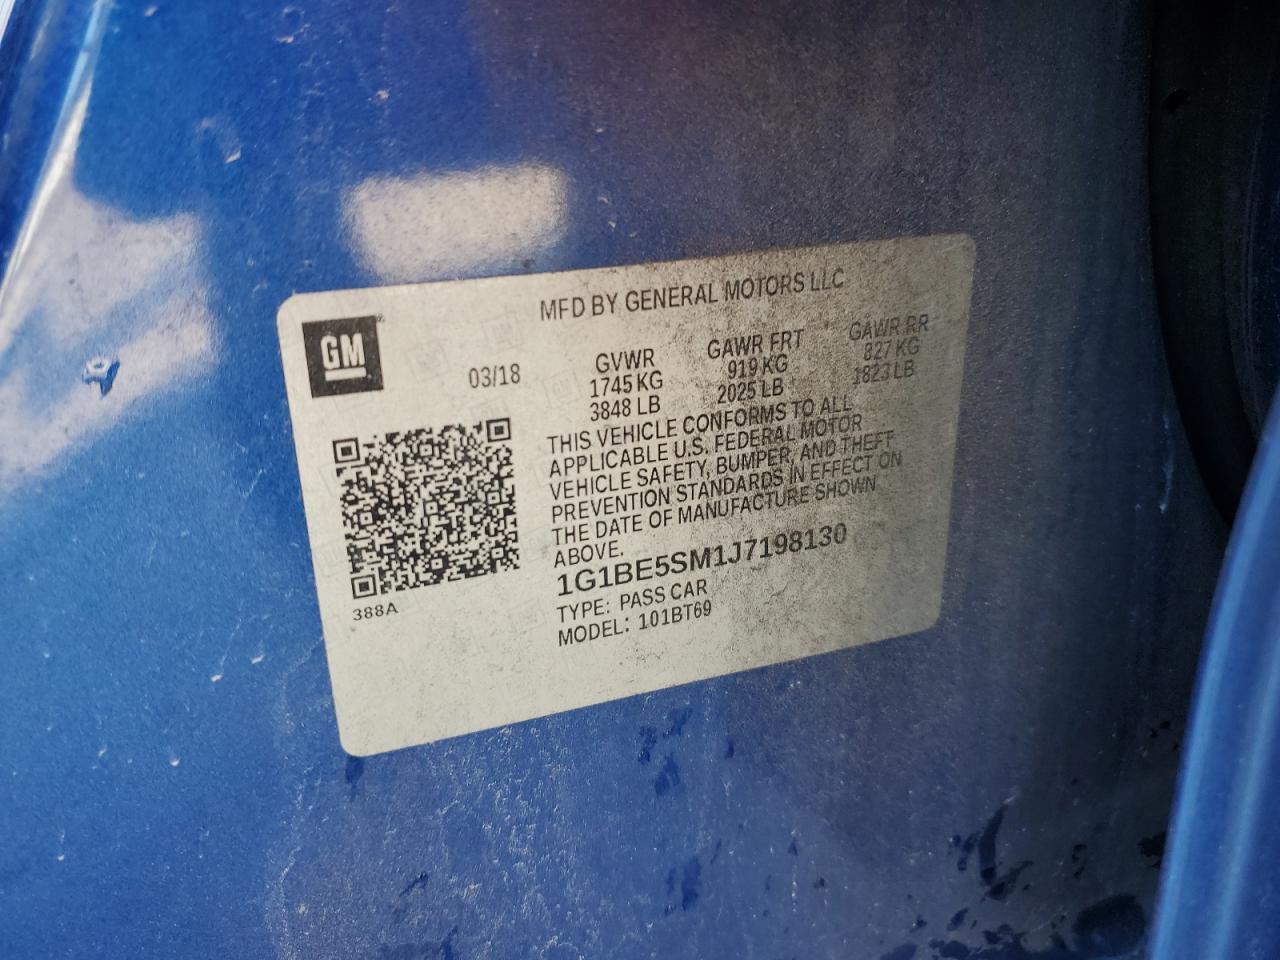 MFD BY GENERAL MOTORS LLC
GM
03/18
GVWR GAWR FRT GAWR RR
1745 KG 919 KG 827 KG
3848 LB 2025 LB 1823 LB
THIS VEHICLE CONFORMS TO ALL
APPLICABLE U.S. FEDERAL MOTOR
VEHICLE SAFETY, BUMPER, AND THEFT
PREVENTION STANDARDS IN EFFECT ON
THE DATE OF MANUFACTURE SHOWN
ABOVE.
1G1BE5SM1J7198130
TYPE: PASS CAR
MODEL: 101BT69
388A